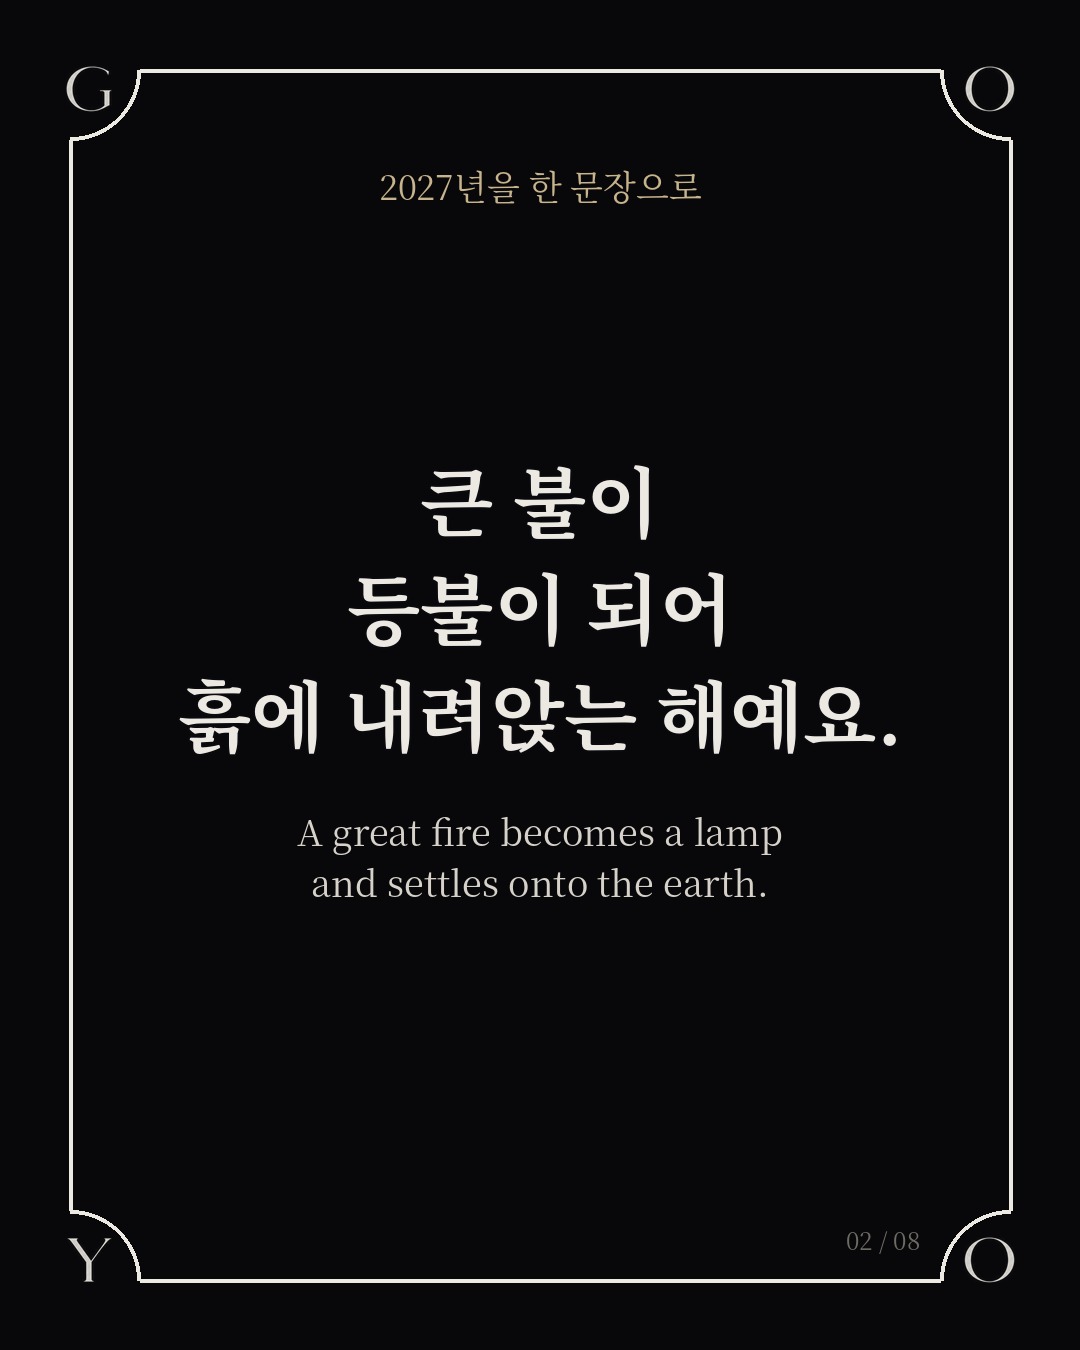 G O
2027년을 한 문장으로
큰 불이
등불이 되어
흙에 내려앉는 해예요.
A great fire becomes a lamp
and settles onto the earth.
02 / 08
Y O